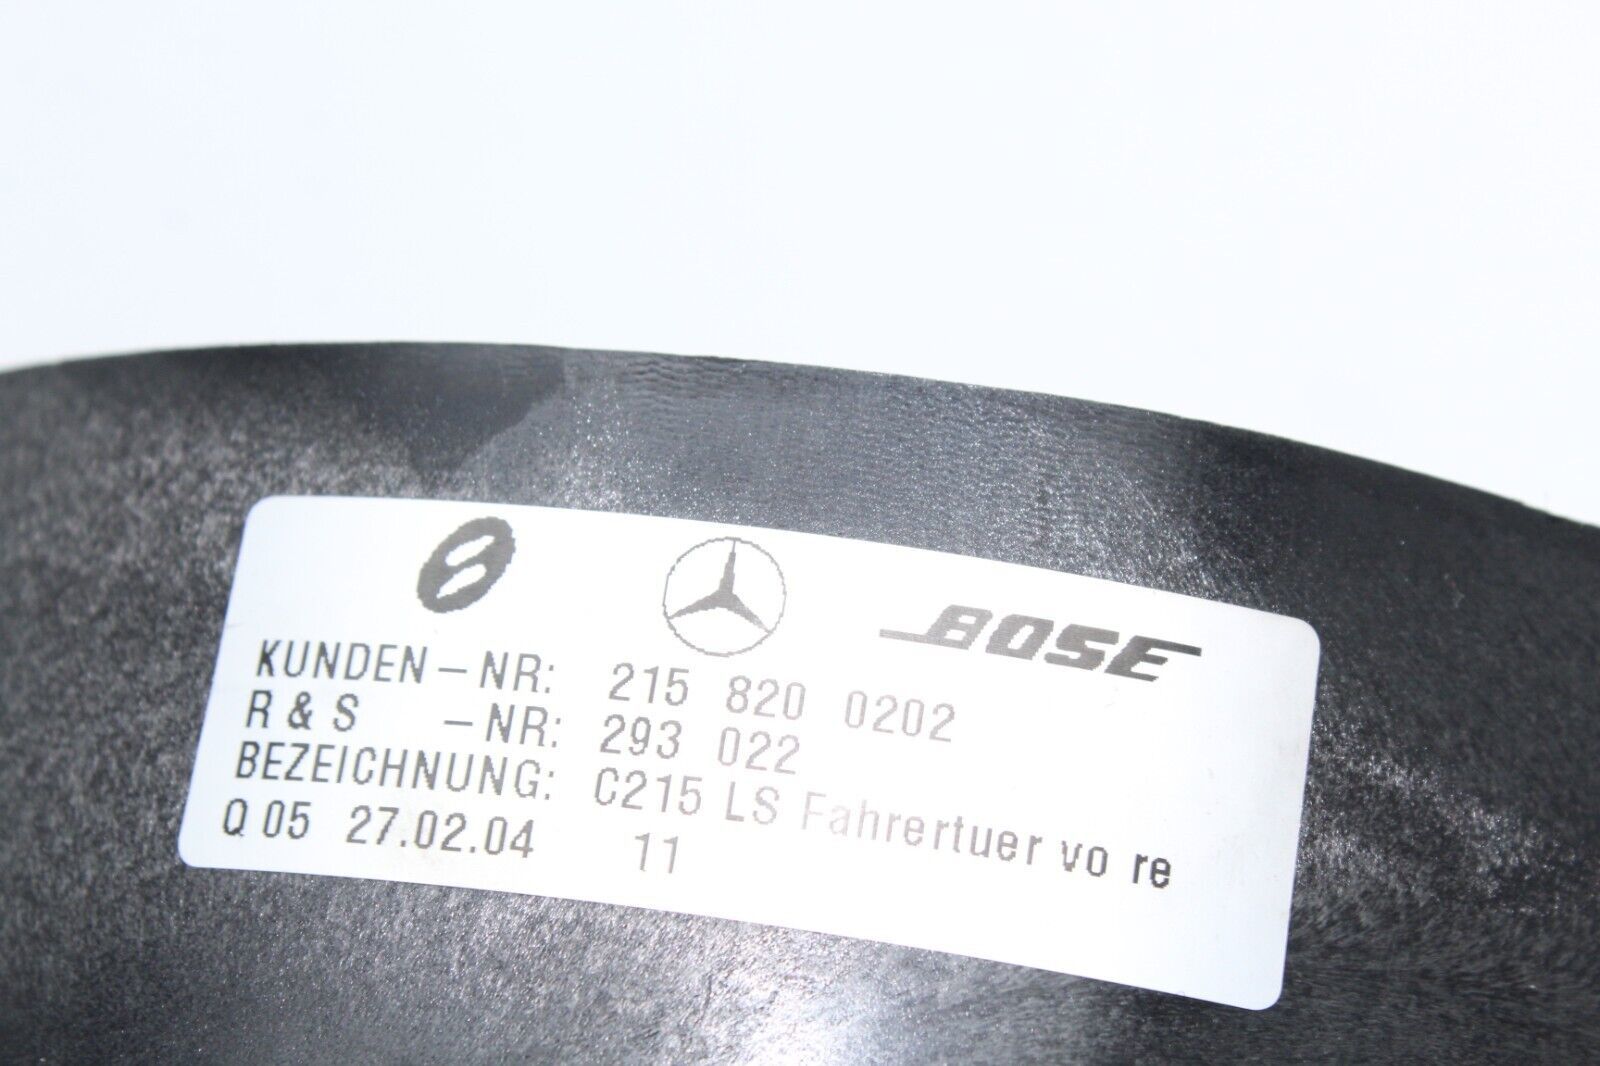 BOSE
KUNDEN-NR: 215 820 0202
R & S -NR: 293 022
BEZEICHNUNG: C215 LS Fahrertuer vo re
Q 05 27.02.04 11